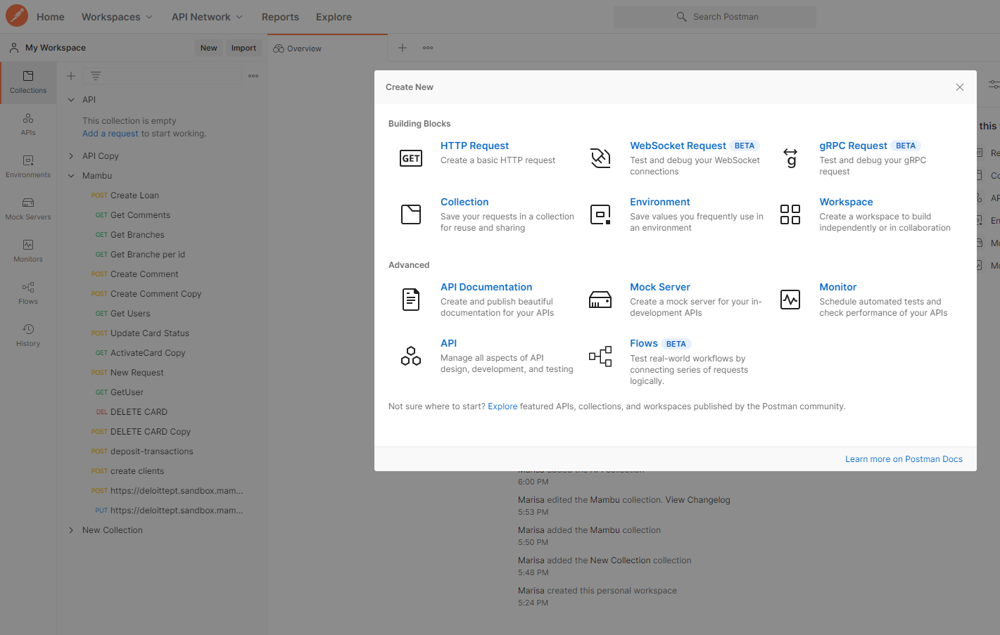 Home
Workspaces
API Network
Reports
Explore
Search Postman
My Workspace
New
Import
Overview
Collections
APIs
Environments
Mock Servers
Monitors
Flows
History
API
This collection is empty
Add a request to start working.
API Copy
Mambu
POST Create Loan
GET Get Comments
GET Get Branches
GET Get Branche per id
POST Create Comment
POST Create Comment Copy
GET Get Users
POST Update Card Status
GET ActivateCard Copy
POST New Request
GET GetUser
DEL DELETE CARD
POST DELETE CARD Copy
POST deposit-transactions
POST create clients
POST https://deloittept.sandbox.mam...
PUT https://deloittept.sandbox.mam...
New Collection
Create New
Building Blocks
GET
HTTP Request
Create a basic HTTP request
WebSocket Request BETA
Test and debug your WebSocket
connections
g
gRPC Request BETA
Test and debug your gRPC
request
Collection
Save your requests in a collection
for reuse and sharing
Environment
Save values you frequently use in
an environment
Workspace
Create a workspace to build
independently or in collaboration
Advanced
API Documentation
Create and publish beautiful
documentation for your APIs
Mock Server
Create a mock server for your in-
development APIs
Monitor
Schedule automated tests and
check performance of your APIs
API
Manage all aspects of API
design, development, and testing
Flows BETA
Test real-world workflows by
connecting series of requests
logically.
Not sure where to start? Explore featured APIs, collections, and workspaces published by the Postman community.
Learn more on Postman Docs
this
Re
Co
AP
En
Mo
Mo
Marisa added the API collection
6:00 PM
Marisa edited the Mambu collection. View Changelog
5:53 PM
Marisa added the Mambu collection
5:50 PM
Marisa added the New Collection collection
5:48 PM
Marisa created this personal workspace
5:24 PM